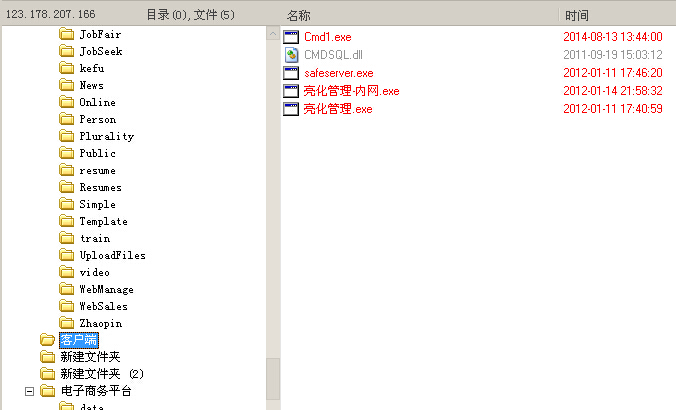 123.178.207.166 目录(0),文件(5) 名称 时间
JobFair
JobSeek
kefu
News
Online
Person
Plurality
Public
resume
Resumes
Simple
Template
train
UploadFiles
video
WebManage
WebSales
Zhaopin
客户端
新建文件夹
新建文件夹 (2)
电子商务平台
data
Cmd1.exe 2014-08-13 13:44:00
CMDSQL.dll 2011-09-19 15:03:12
safeserver.exe 2012-01-11 17:46:20
亮化管理-内网.exe 2012-01-14 21:58:32
亮化管理.exe 2012-01-11 17:40:59